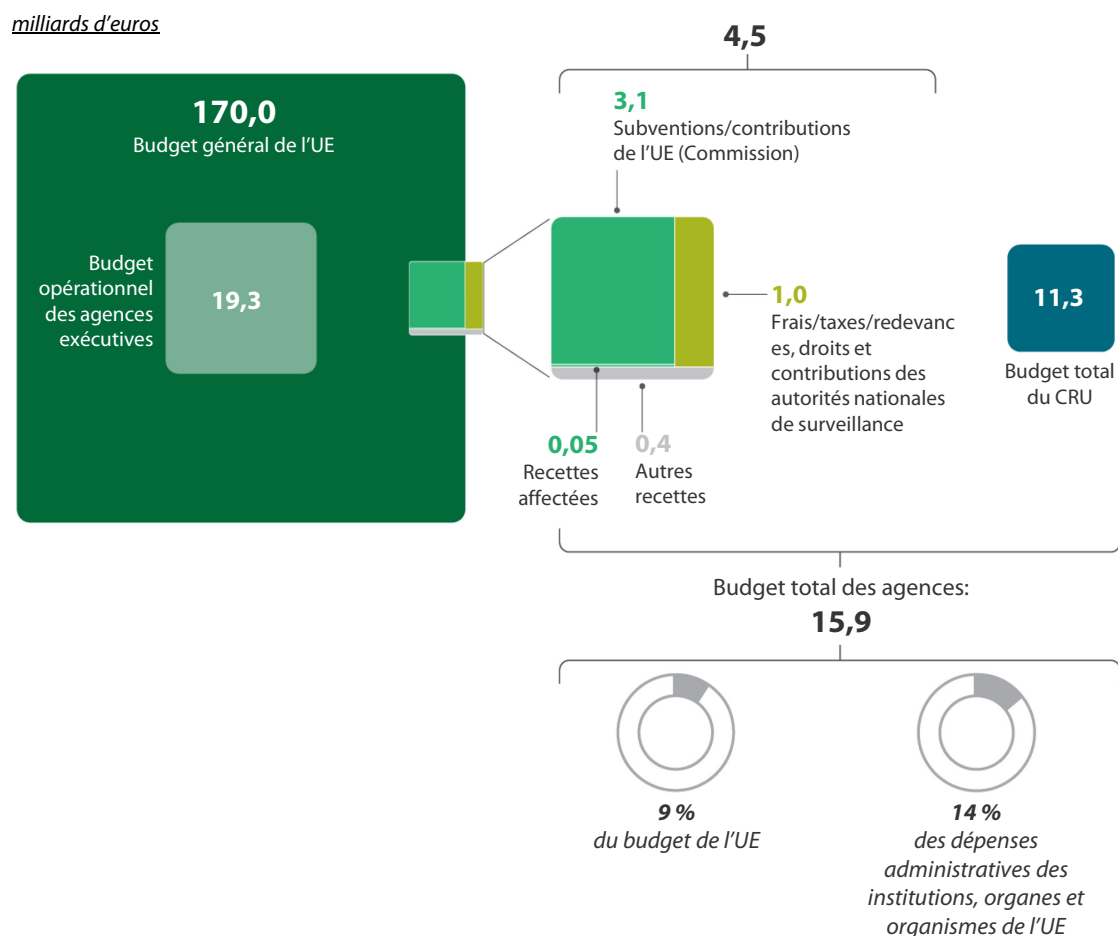 milliards d'euros
170,0
Budget général de l'UE
Budget
opérationnel
des agences
exécutives
19,3
4,5
3,1
Subventions/contributions
de l'UE (Commission)
1,0
Frais/taxes/redevanc
es, droits et
contributions des
autorités nationales
de surveillance
0,05
Recettes
affectées
0,4
Autres
recettes
11,3
Budget total
du CRU
Budget total des agences:
15,9
9 %
du budget de l'UE
14 %
des dépenses
administratives des
institutions, organes et
organismes de l'UE